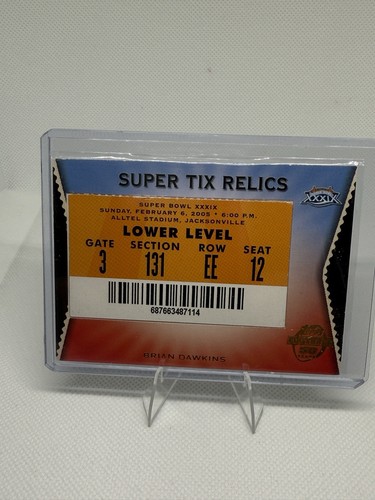 SUPER TIX RELICS
XXXIX
SUPER BOWL XXXIX
SUNDAY, FEBRUARY 6, 2005 • 6:00 P.M.
ALLTEL STADIUM, JACKSONVILLE
LOWER LEVEL
GATE SECTION ROW SEAT
3 131 EE 12
687663487114
BRIAN DAWKINS